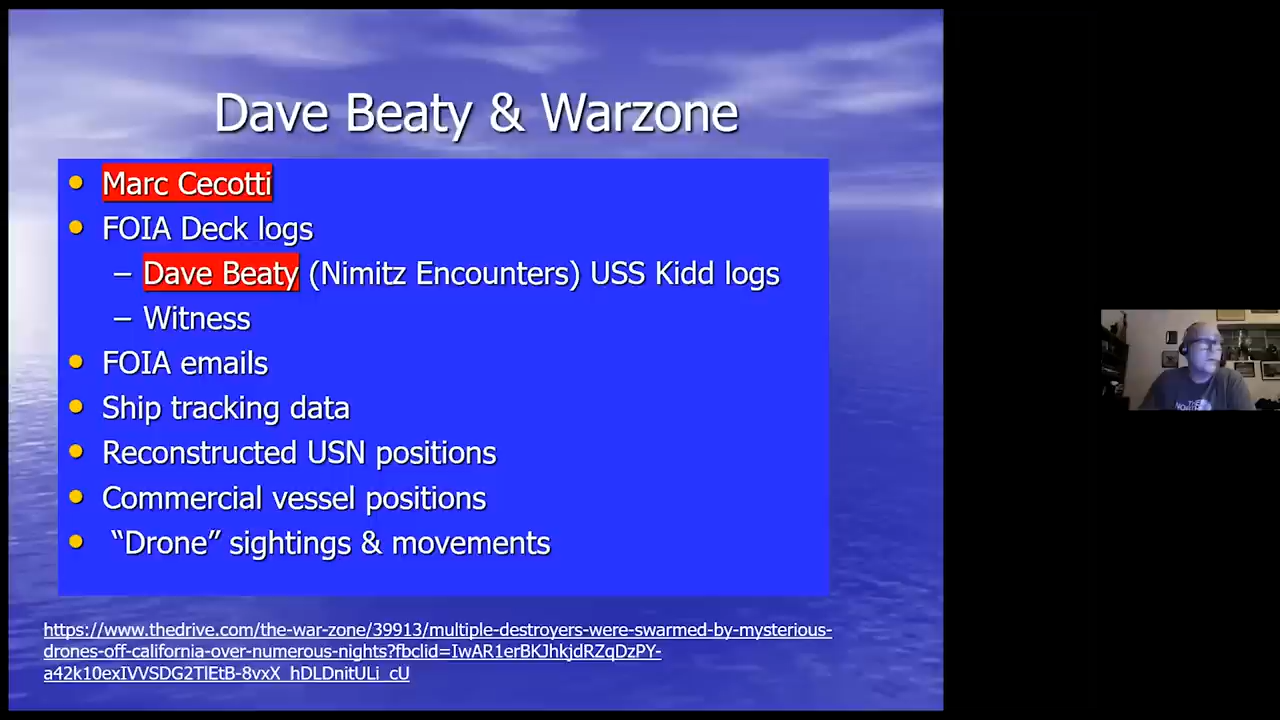 Dave Beaty & Warzone
• Marc Cecotti
• FOIA Deck logs
– Dave Beaty (Nimitz Encounters) USS Kidd logs
– Witness
• FOIA emails
• Ship tracking data
• Reconstructed USN positions
• Commercial vessel positions
• “Drone” sightings & movements
https://www.thedrive.com/the-war-zone/39913/multiple-destroyers-were-swarmed-by-mysterious-
drones-off-california-over-numerous-nights?fbclid=IwAR1erBKJhkjdRZqDzPY-
a42k10exIVVSDG2TlEtB-8vxX_hDLDnitULi_cU